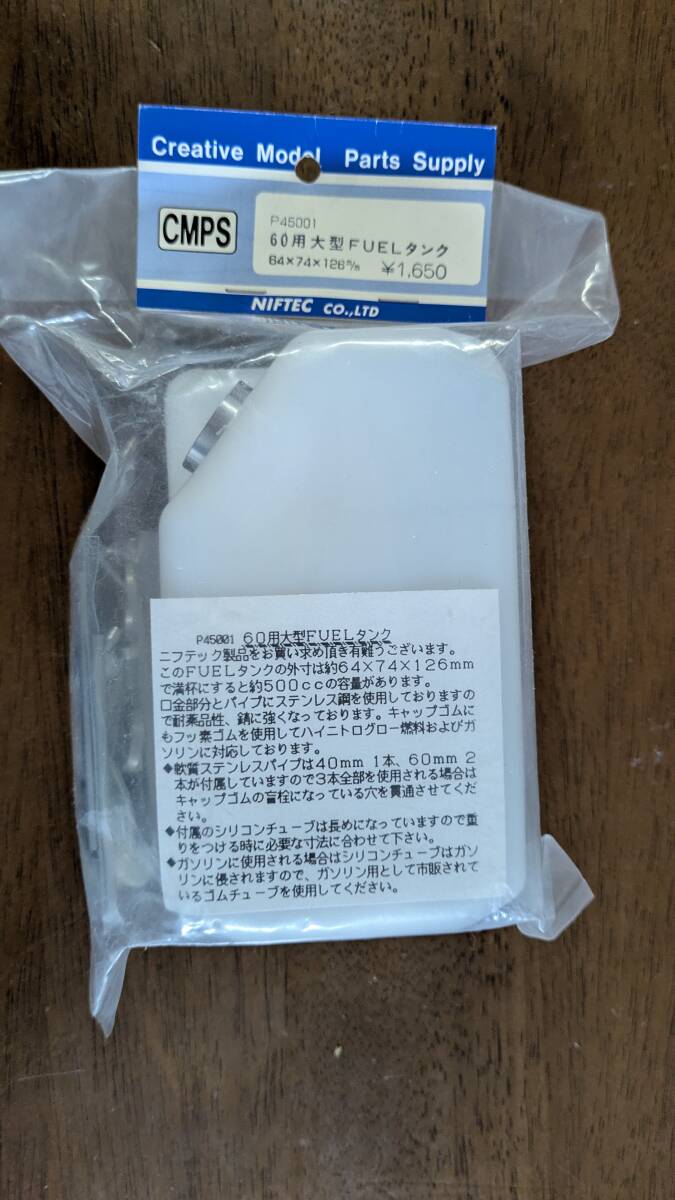 Creative Model Parts Supply
CMPS
P45001
60用大型FUELタンク
64×74×126m/m ¥1,650
NIFTEC CO.,LTD
P45001 60用大型FUELタンク
ニフテック製品をお買い求め頂き有難うございます。
このFUELタンクの外寸は約64×74×126mm
で満杯にすると約500ccの容量があります。
口金部分とパイプにステンレス鋼を使用しておりますの
で耐薬品性、錆に強くなっております。キャップゴムに
もフッ素ゴムを使用してハイニトログロー燃料およびガ
ソリンに対応しております。
◆軟質ステンレスパイプは40mm 1本、60mm 2
本が付属していますので3本全部を使用される場合は
キャップゴムの盲栓になっている穴を貫通させてくだ
さい。
◆付属のシリコンチューブは長めになっていますので重
りをつける時に必要な寸法に合わせて下さい。
◆ガソリンに使用される場合はシリコンチューブはガソ
リンに侵されますので、ガソリン用として市販されて
いるゴムチューブを使用してください。